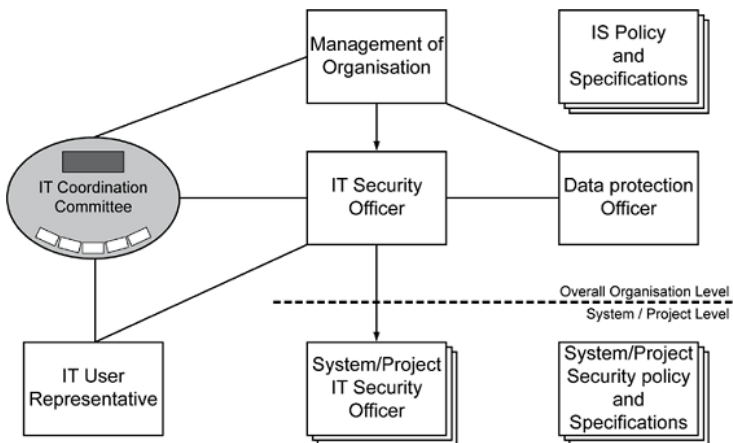 Management of
Organisation
IS Policy
and
Specifications
IT Coordination
Committee
IT Security
Officer
Data protection
Officer
Overall Organisation Level
System / Project Level
IT User
Representative
System/Project
IT Security
Officer
System/Project
Security policy
and
Specifications